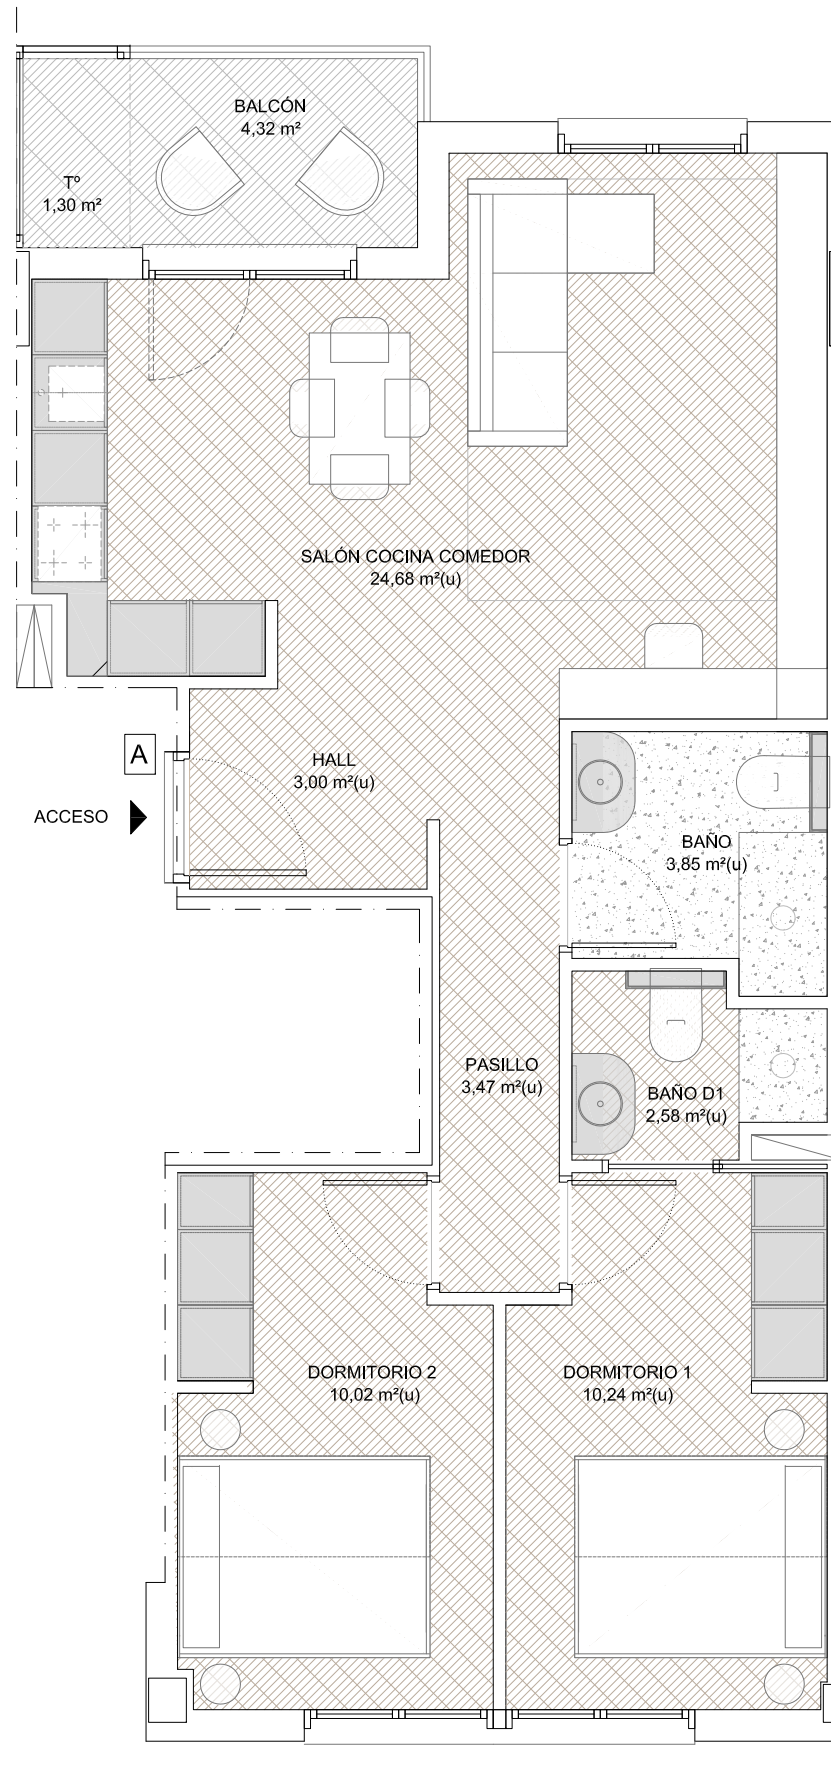 BALCÓN
4,32 m²
Tº
1,30 m²
SALÓN COCINA COMEDOR
24,68 m²(u)
A
HALL
3,00 m²(u)
ACCESO
BAÑO
3,85 m²(u)
PASILLO
3,47 m²(u)
BAÑO D1
2,58 m²(u)
DORMITORIO 2
10,02 m²(u)
DORMITORIO 1
10,24 m²(u)